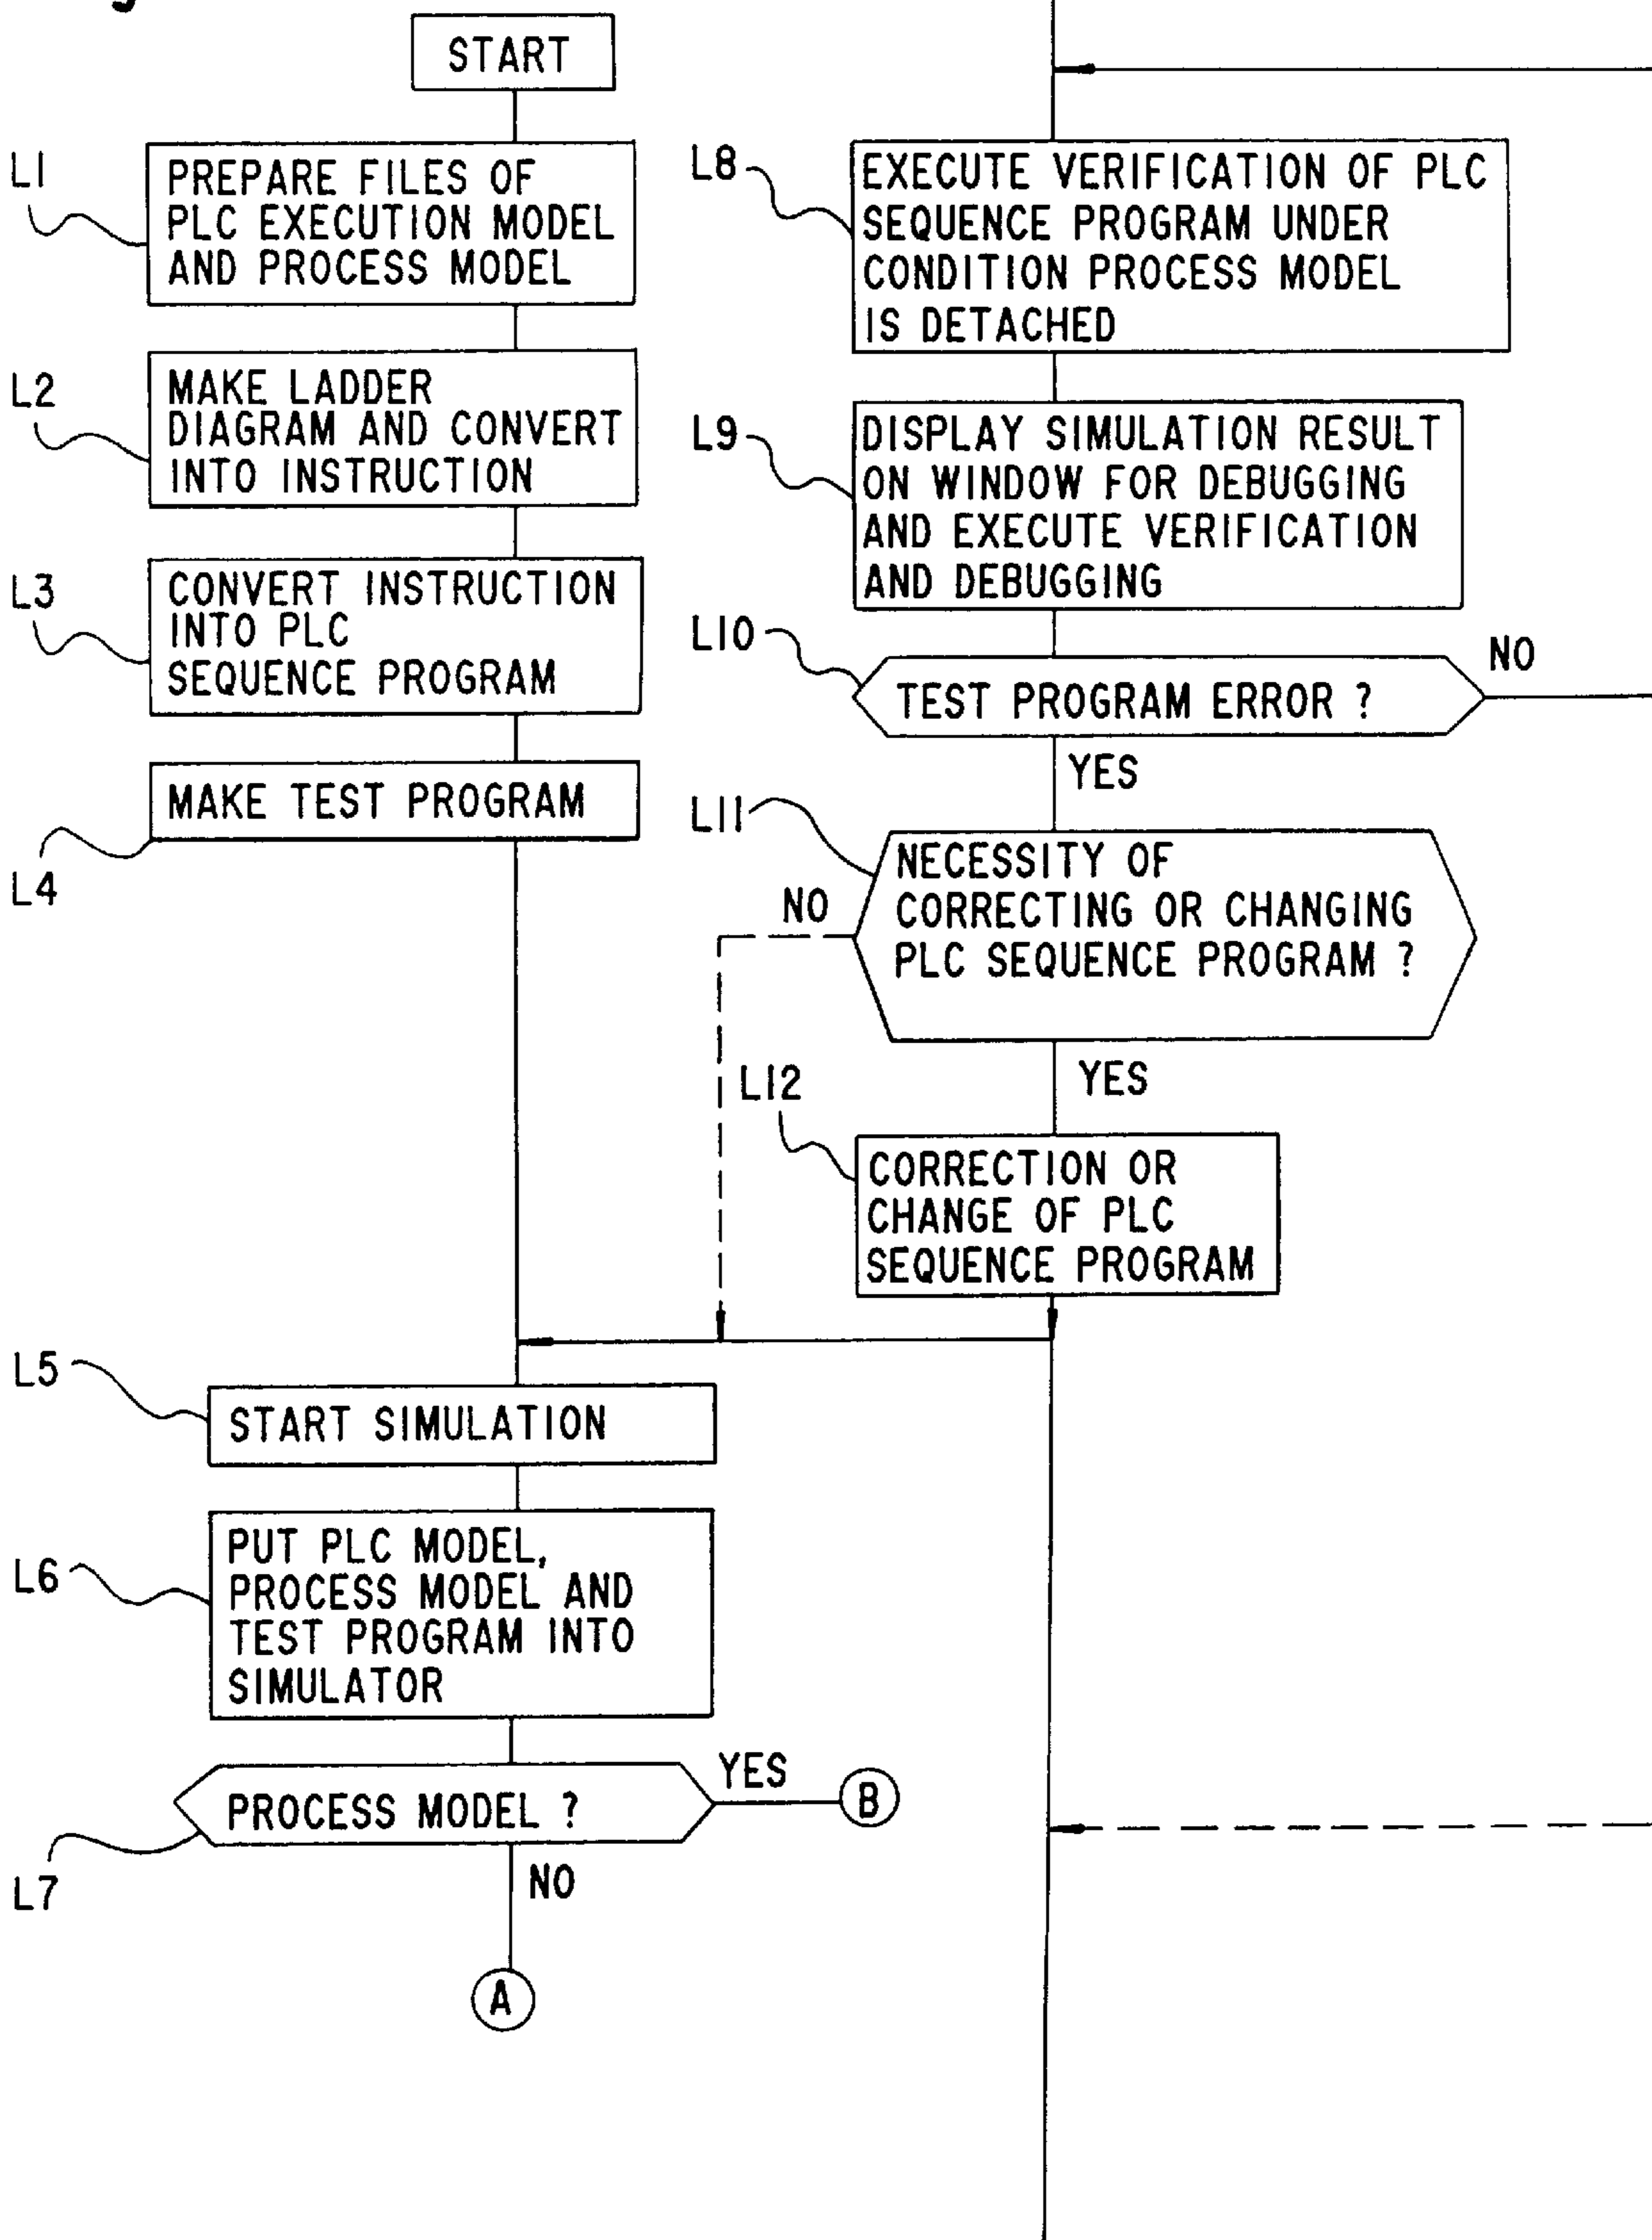 START
L1
PREPARE FILES OF
PLC EXECUTION MODEL
AND PROCESS MODEL
L2
MAKE LADDER
DIAGRAM AND CONVERT
INTO INSTRUCTION
L3
CONVERT INSTRUCTION
INTO PLC
SEQUENCE PROGRAM
MAKE TEST PROGRAM
L4
L5
START SIMULATION
L6
PUT PLC MODEL,
PROCESS MODEL AND
TEST PROGRAM INTO
SIMULATOR
PROCESS MODEL ?
YES
B
L7
NO
A
L8
EXECUTE VERIFICATION OF PLC
SEQUENCE PROGRAM UNDER
CONDITION PROCESS MODEL
IS DETACHED
L9
DISPLAY SIMULATION RESULT
ON WINDOW FOR DEBUGGING
AND EXECUTE VERIFICATION
AND DEBUGGING
L10
TEST PROGRAM ERROR ?
NO
YES
L11
NECESSITY OF
CORRECTING OR CHANGING
PLC SEQUENCE PROGRAM ?
NO
YES
L12
CORRECTION OR
CHANGE OF PLC
SEQUENCE PROGRAM